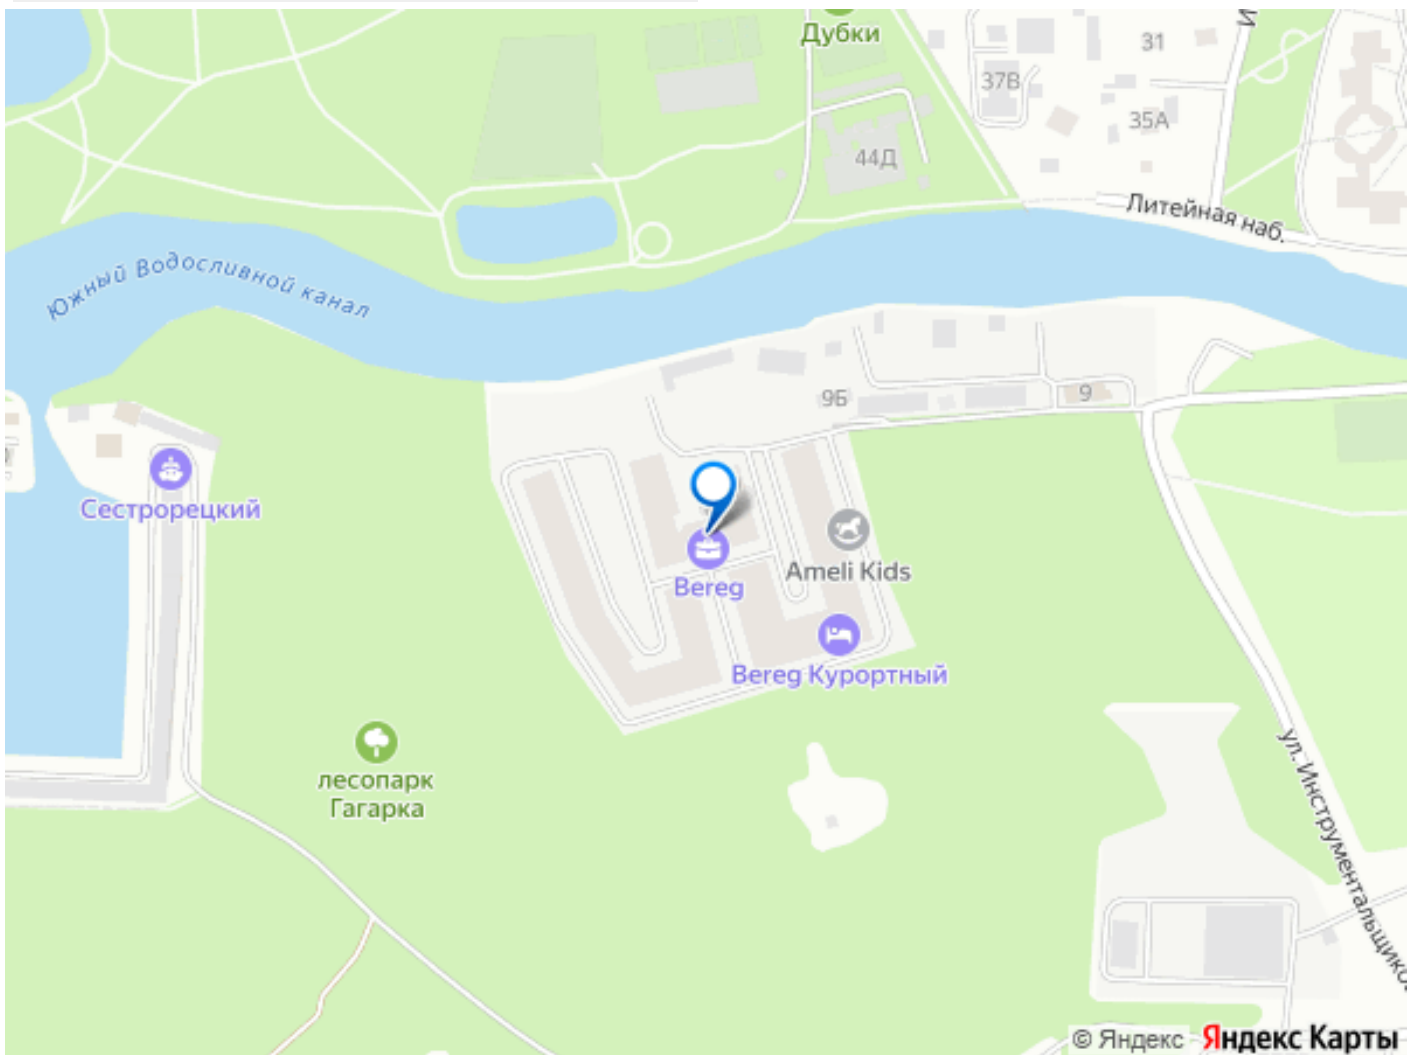 Дубки
31
37В
35А
44Д
Литейная наб.
Южный Водосливной канал
9Б
9
Сестрорецкий
Ameli Kids
Bereg
Bereg Курортный
лесопарк
Гагарка
ул. Инструментальщиков
© Яндекс Яндекс Карты